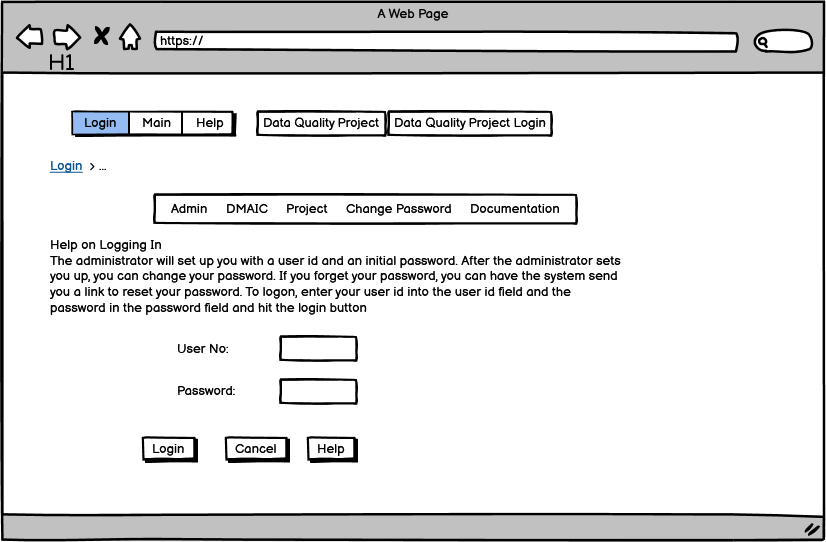 A Web Page
https://
H1
Login Main Help Data Quality Project Data Quality Project Login
Login > ...
Admin DMAIC Project Change Password Documentation
Help on Logging In
The administrator will set up you with a user id and an initial password. After the administrator sets
you up, you can change your password. If you forget your password, you can have the system send
you a link to reset your password. To logon, enter your user id into the user id field and the
password in the password field and hit the login button
User No:
Password:
Login Cancel Help